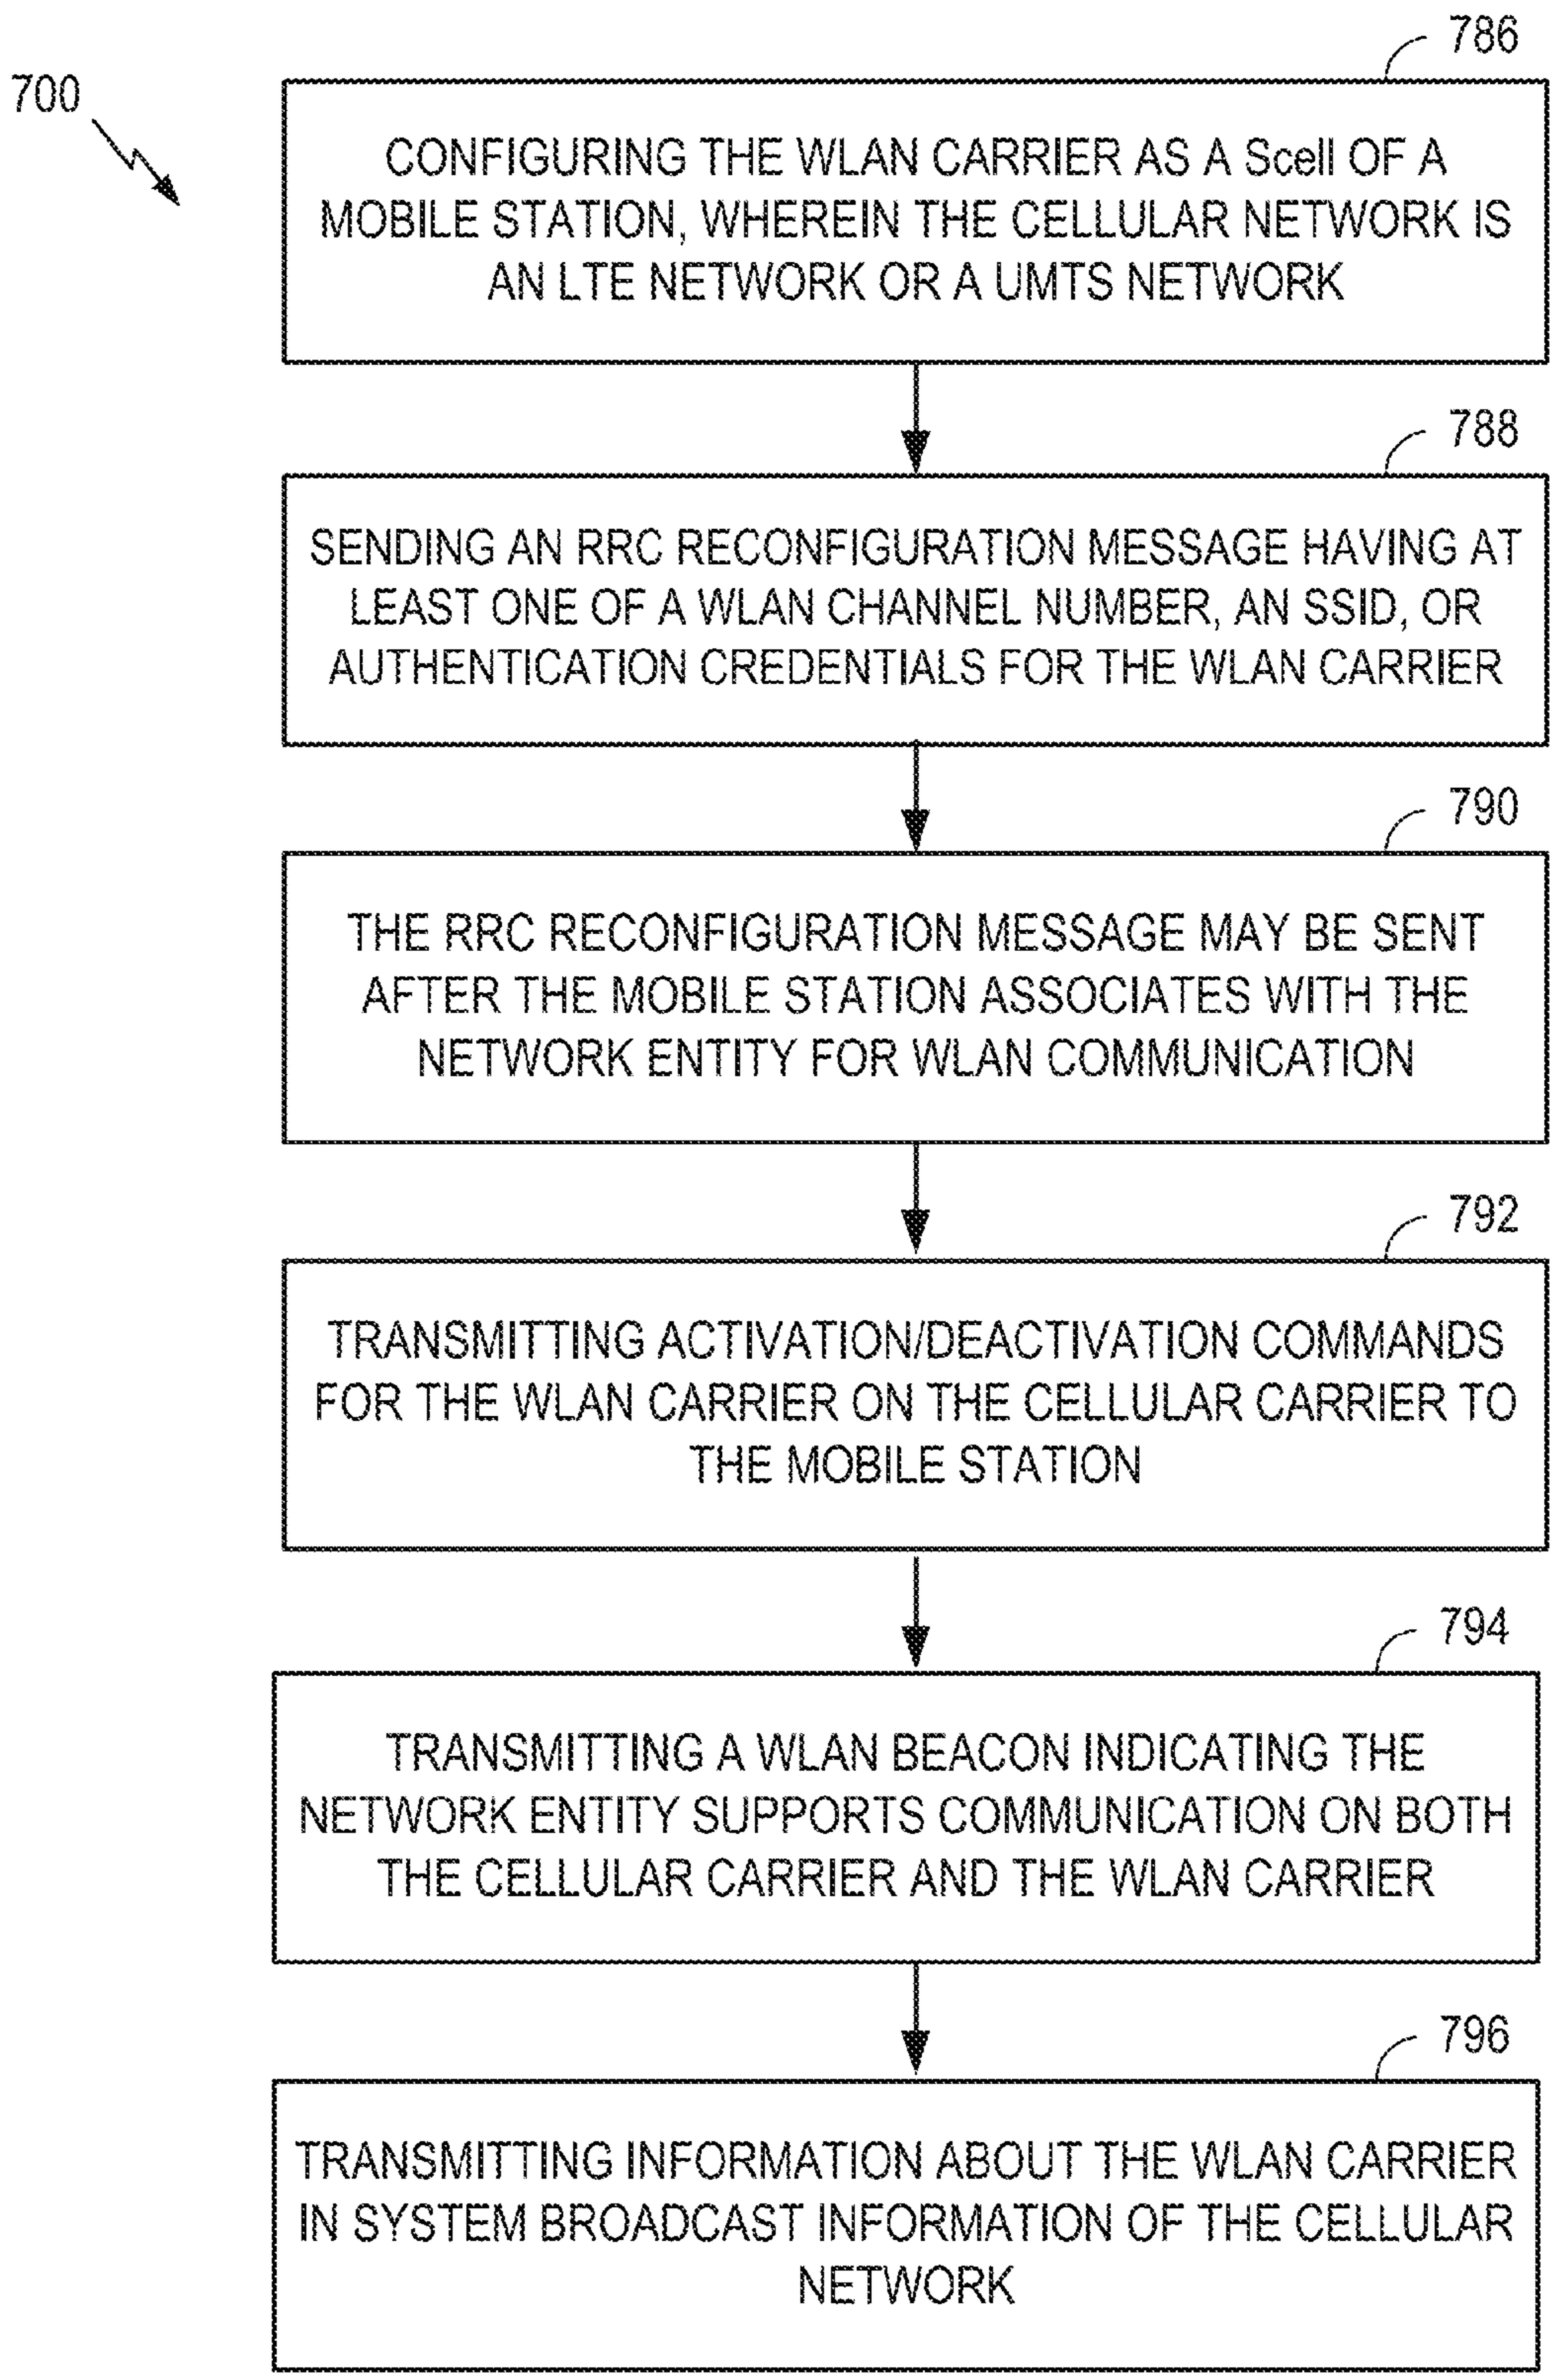 700
786
CONFIGURING THE WLAN CARRIER AS A Scell OF A
MOBILE STATION, WHEREIN THE CELLULAR NETWORK IS
AN LTE NETWORK OR A UMTS NETWORK
788
SENDING AN RRC RECONFIGURATION MESSAGE HAVING AT
LEAST ONE OF A WLAN CHANNEL NUMBER, AN SSID, OR
AUTHENTICATION CREDENTIALS FOR THE WLAN CARRIER
790
THE RRC RECONFIGURATION MESSAGE MAY BE SENT
AFTER THE MOBILE STATION ASSOCIATES WITH THE
NETWORK ENTITY FOR WLAN COMMUNICATION
792
TRANSMITTING ACTIVATION/DEACTIVATION COMMANDS
FOR THE WLAN CARRIER ON THE CELLULAR CARRIER TO
THE MOBILE STATION
794
TRANSMITTING A WLAN BEACON INDICATING THE
NETWORK ENTITY SUPPORTS COMMUNICATION ON BOTH
THE CELLULAR CARRIER AND THE WLAN CARRIER
796
TRANSMITTING INFORMATION ABOUT THE WLAN CARRIER
IN SYSTEM BROADCAST INFORMATION OF THE CELLULAR
NETWORK